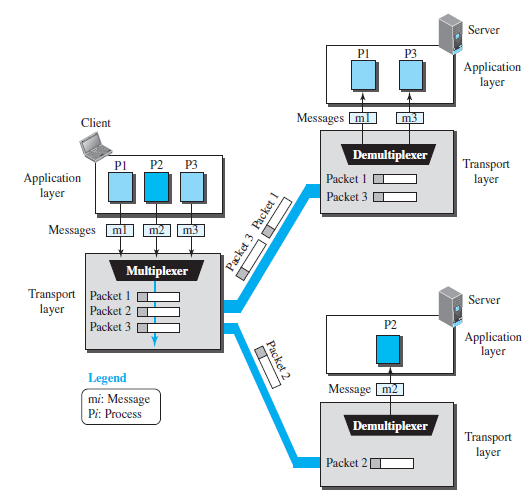 Server
P1 P3
Application
layer
Messages m1 m3
Demultiplexer
Transport
layer
Packet 1
Packet 3
Client
P1 P2 P3
Application
layer
Messages m1 m2 m3
Multiplexer
Transport
layer
Packet 1
Packet 2
Packet 3
Packet 3
Packet 1
Packet 2
Server
P2
Application
layer
Message m2
Demultiplexer
Transport
layer
Packet 2
Legend
mi: Message
Pi: Process